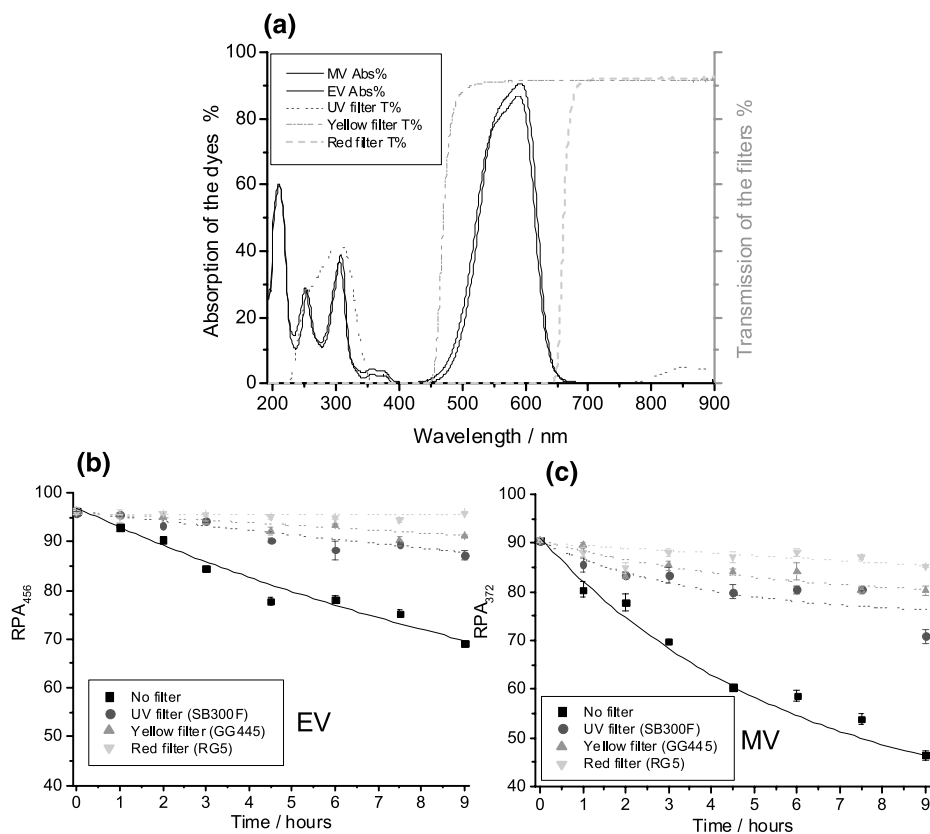 (a)
100
80
60
40
20
0
Absorption of the dyes %
MV Abs%
EV Abs%
UV filter T%
Yellow filter T%
Red filter T%
Transmission of the filters %
200 300 400 500 600 700 800 900
Wavelength / nm
(b)
100
90
80
70
60
50
40
RPA456
No filter
UV filter (SB300F)
Yellow filter (GG445)
Red filter (RG5)
EV
0 1 2 3 4 5 6 7 8 9
Time / hours
(c)
100
90
80
70
60
50
40
RPA372
No filter
UV filter (SB300F)
Yellow filter (GG445)
Red filter (RG5)
MV
0 1 2 3 4 5 6 7 8 9
Time / hours